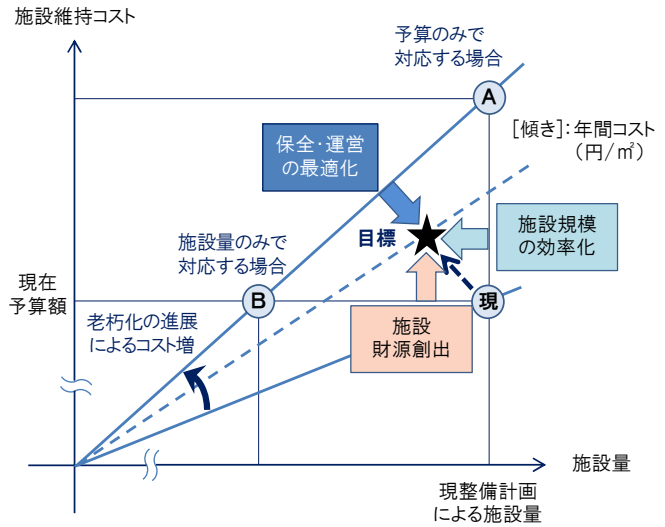 施設維持コスト
予算のみで
対応する場合
A
[傾き]:年間コスト
(円/㎡)
保全・運営
の最適化
施設規模
の効率化
目標
施設量のみで
対応する場合
現在
予算額
B
現
老朽化の進展
によるコスト増
施設
財源創出
施設量
現整備計画
による施設量